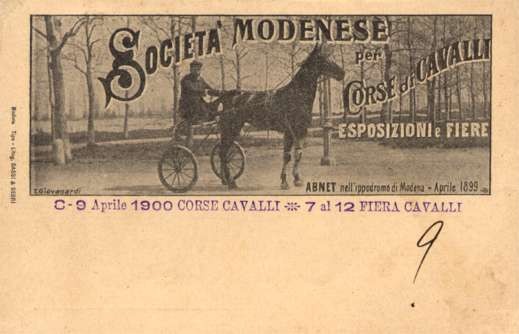 SOCIETA' MODENESE
per
CORSE di CAVALLI
ESPOSIZIONI e FIERE
ABNET nell'ippodromo di Modena - Aprile 1899
8-9 Aprile 1900 CORSE CAVALLI ※ 7 al 12 FIERA CAVALLI
9